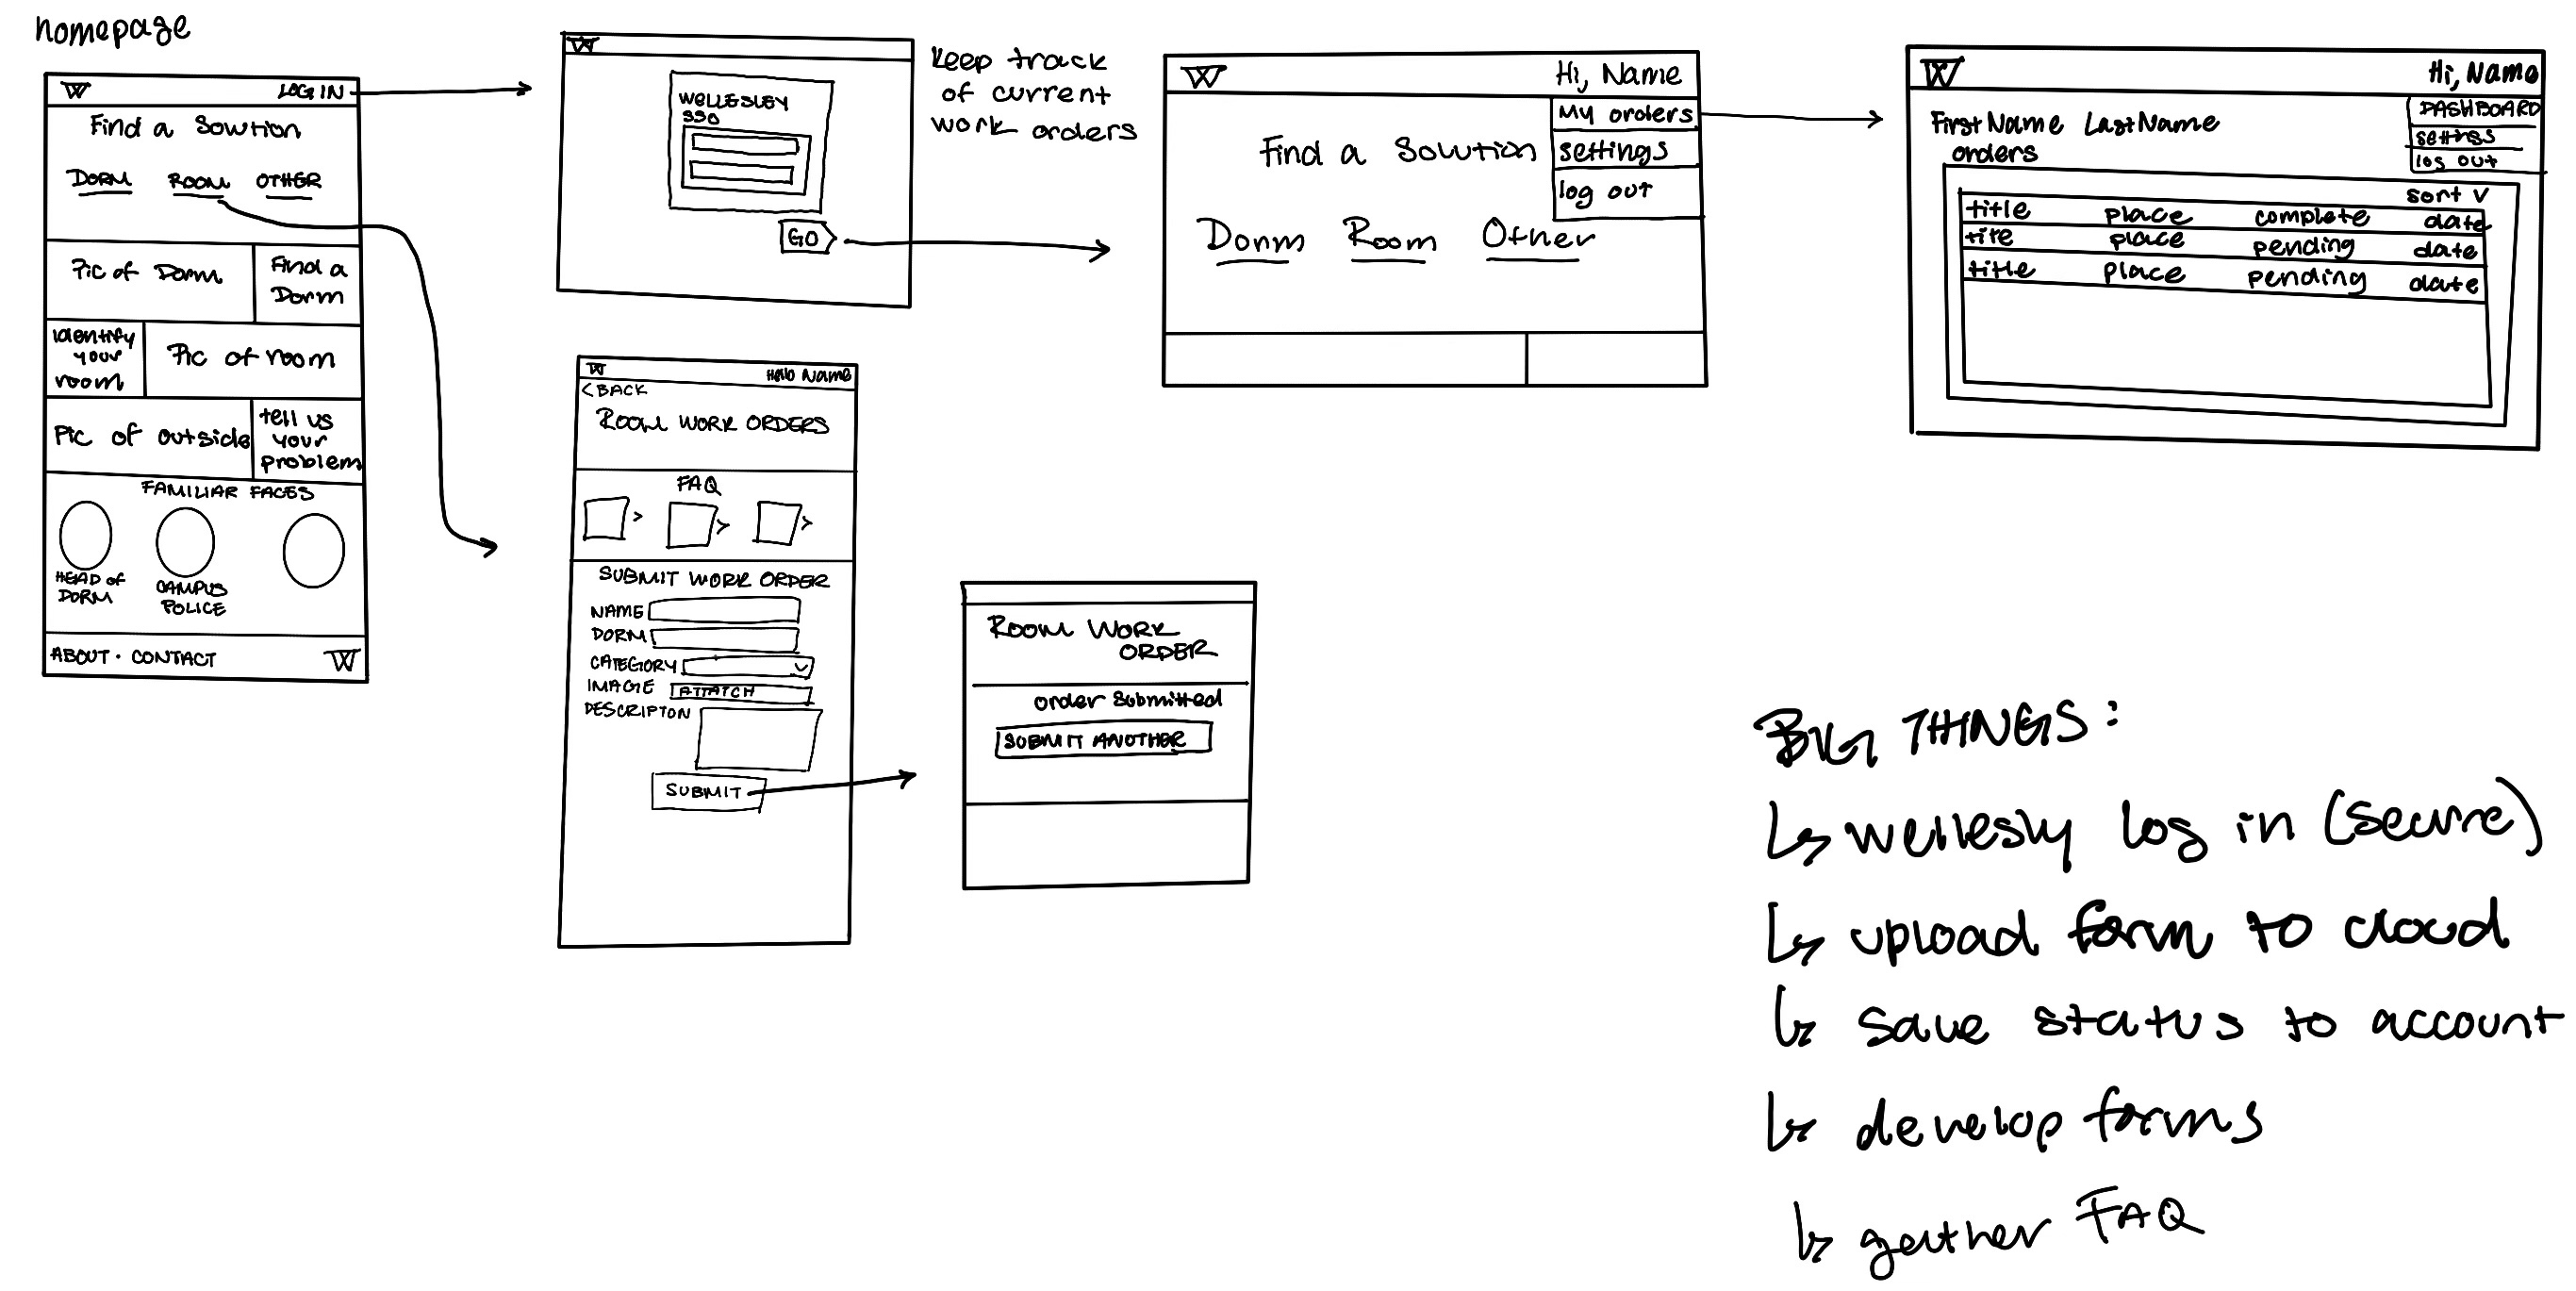 homepage
W
LOG IN
Find a Solution
DORM ROOM OTHER
Pic of Dorm
Find a
Dorm
identify
your
room
Pic of room
Pic of outside
tell us
your
problem
FAMILIAR FACES
HEAD of
DORM
CAMPUS
POLICE
ABOUT · CONTACT
W
W
WELLESLEY
SSO
GO
keep track
of current
work orders
W
Hi, Name
My orders
settings
log out
Find a Solution
Dorm Room Other
W
Hi, Name
DASHBOARD
settings
log out
First Name Last Name
orders
sort v
title place complete date
title place pending date
title place pending date
W
Hello Name
< BACK
ROOM WORK ORDERS
FAQ
> > >
SUBMIT WORK ORDER
NAME
DORM
CATEGORY
IMAGE ATTATCH
DESCRIPTON
SUBMIT
ROOM WORK
ORDER
order submitted
SUBMIT ANOTHER
BIG THINGS:
↳ wellesly log in (secure)
↳ upload form to cloud
↳ save status to account
↳ develop forms
↳ gather FAQ